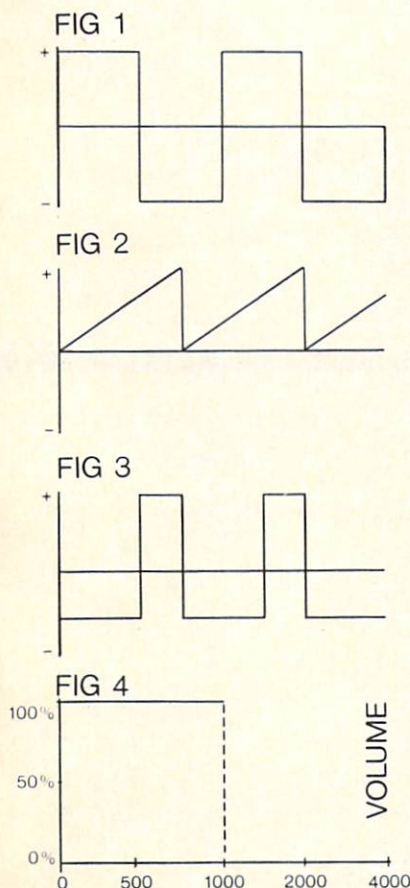 FIG 1
+
–
FIG 2
+
–
FIG 3
+
–
FIG 4
100%
VOLUME
50%
0%
0 500 1000 2000 4000